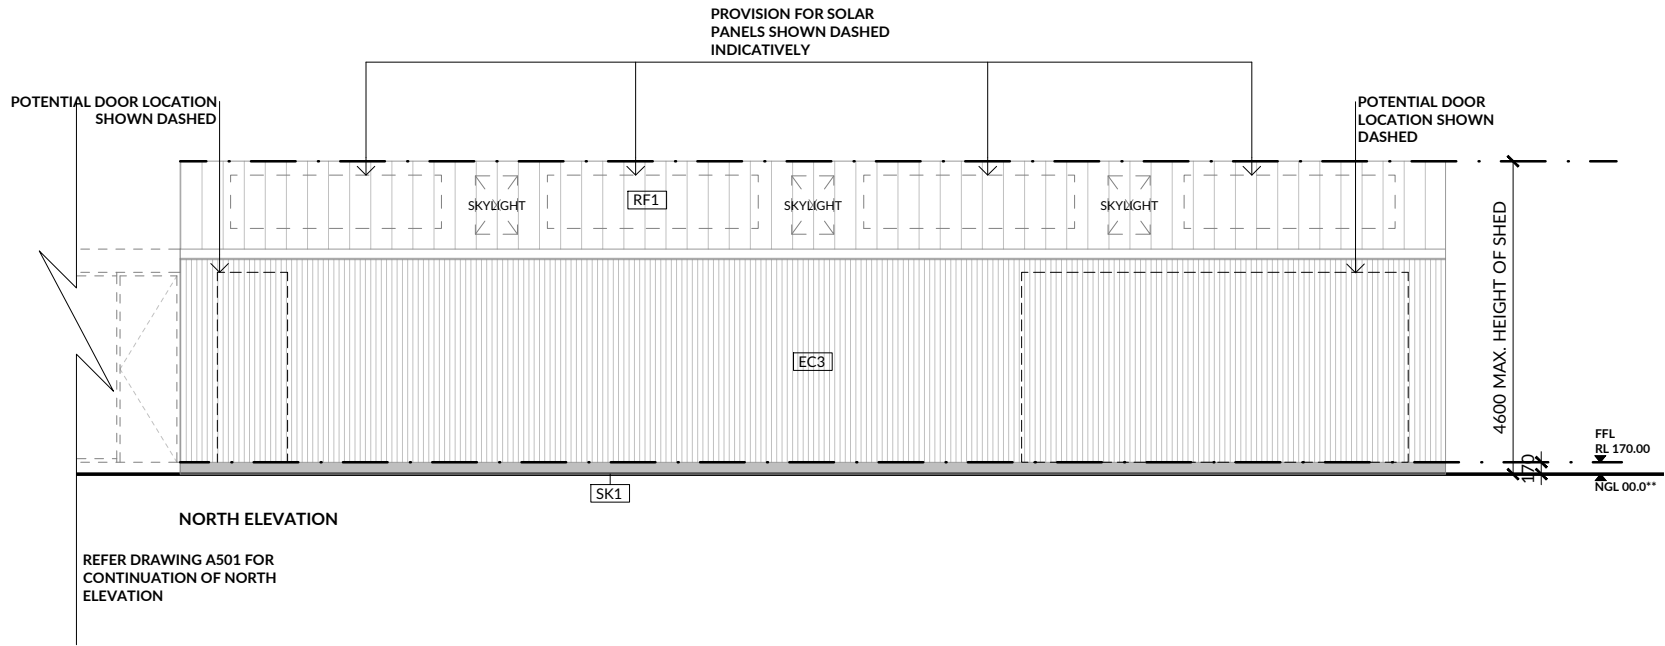 PROVISION FOR SOLAR
PANELS SHOWN DASHED
INDICATIVELY
POTENTIAL DOOR LOCATION
SHOWN DASHED
POTENTIAL DOOR
LOCATION SHOWN
DASHED
SKYLIGHT
RF1
SKYLIGHT
SKYLIGHT
4600 MAX. HEIGHT OF SHED
EC3
FFL
RL 170.00
170
NGL 00.0**
SK1
NORTH ELEVATION
REFER DRAWING A501 FOR
CONTINUATION OF NORTH
ELEVATION